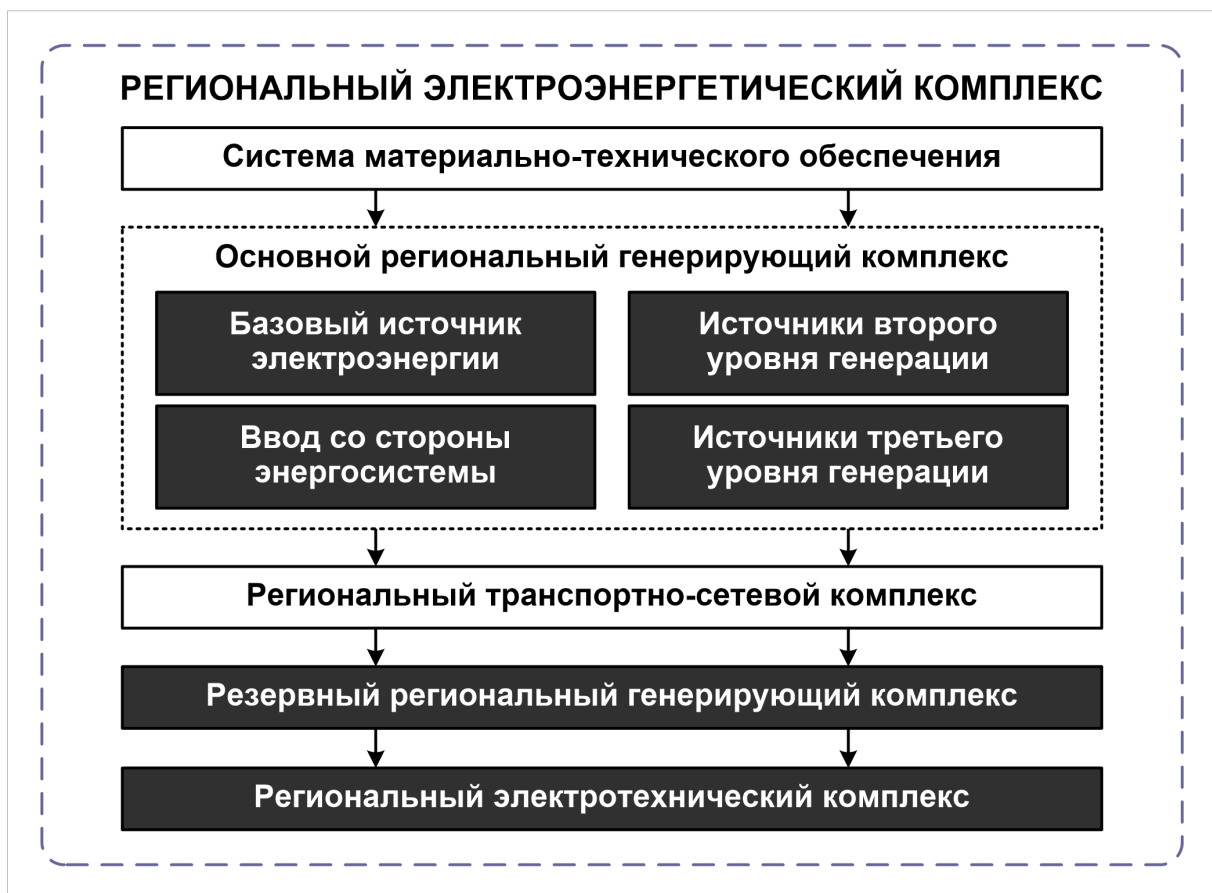 РЕГИОНАЛЬНЫЙ ЭЛЕКТРОЭНЕРГЕТИЧЕСКИЙ КОМПЛЕКС
Система материально-технического обеспечения
Основной региональный генерирующий комплекс
Базовый источник
электроэнергии
Источники второго
уровня генерации
Ввод со стороны
энергосистемы
Источники третьего
уровня генерации
Региональный транспортно-сетевой комплекс
Резервный региональный генерирующий комплекс
Региональный электротехнический комплекс